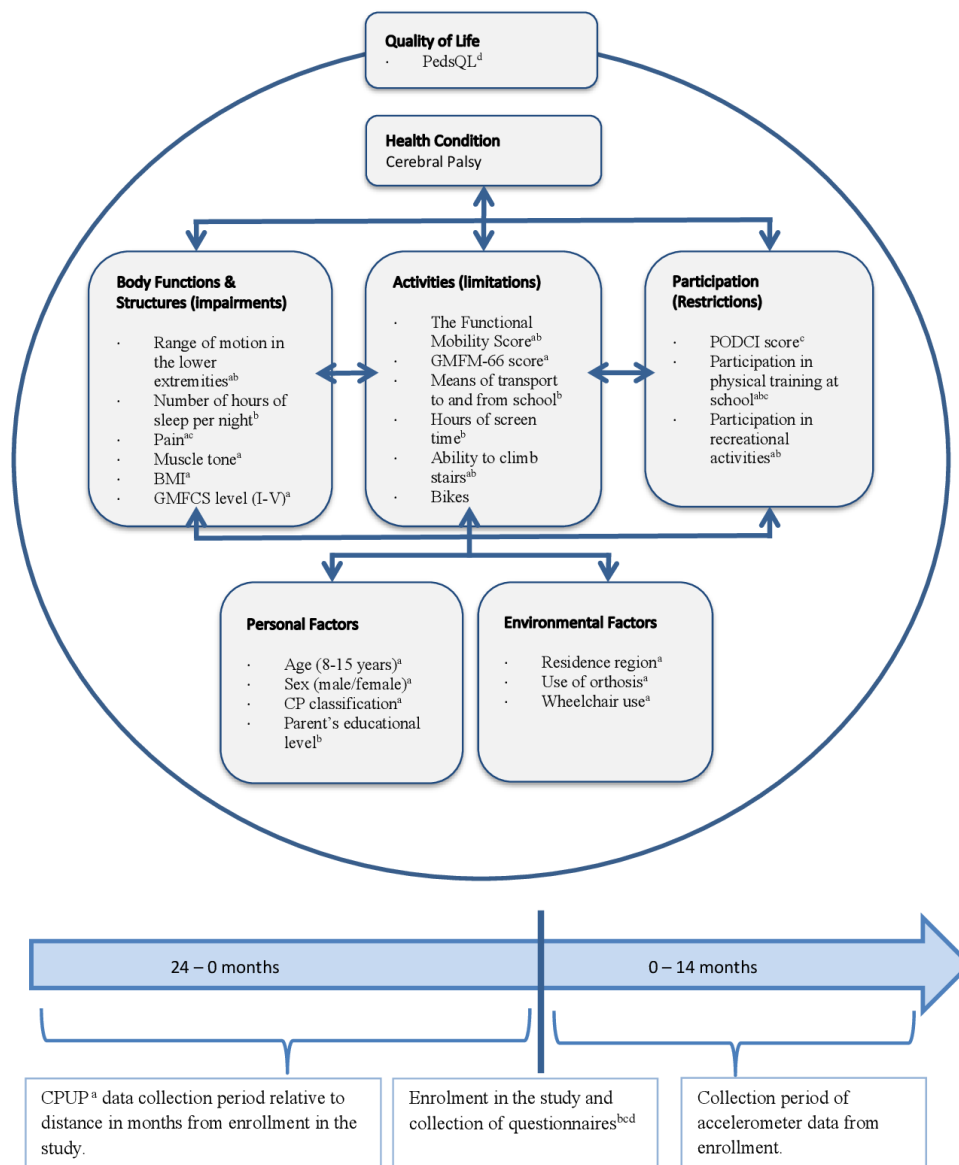 Quality of Life
· PedsQLᵈ
Health Condition
Cerebral Palsy
Body Functions &
Structures (impairments)
· Range of motion in
the lower
extremitiesᵃᵇ
· Number of hours of
sleep per nightᵇ
· Painᵃᶜ
· Muscle toneᵃ
· BMIᵃ
· GMFCS level (I-V)ᵃ
Activities (limitations)
· The Functional
Mobility Scoreᵃᵇ
· GMFM-66 scoreᵃ
· Means of transport
to and from schoolᵇ
· Hours of screen
timeᵇ
· Ability to climb
stairsᵃᵇ
· Bikes
Participation
(Restrictions)
· PODCI scoreᶜ
· Participation in
physical training at
schoolᵃᵇᶜ
· Participation in
recreational
activitiesᵃᵇ
Personal Factors
· Age (8-15 years)ᵃ
· Sex (male/female)ᵃ
· CP classificationᵃ
· Parent’s educational
levelᵇ
Environmental Factors
· Residence regionᵃ
· Use of orthosisᵃ
· Wheelchair useᵃ
24 – 0 months
0 – 14 months
CPUP ᵃ data collection period relative to
distance in months from enrollment in the
study.
Enrolment in the study and
collection of questionnairesᵇᶜᵈ
Collection period of
accelerometer data from
enrollment.